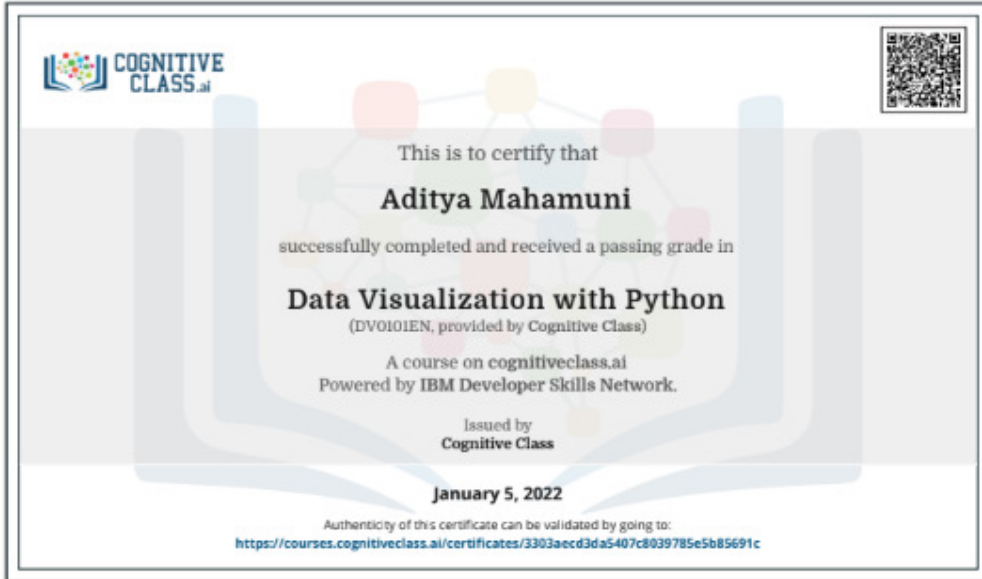 COGNITIVE
CLASS.ai
This is to certify that
Aditya Mahamuni
successfully completed and received a passing grade in
Data Visualization with Python
(DV0101EN, provided by Cognitive Class)
A course on cognitiveclass.ai
Powered by IBM Developer Skills Network.
Issued by
Cognitive Class
January 5, 2022
Authenticity of this certificate can be validated by going to:
https://courses.cognitiveclass.ai/certificates/3303aecd3da5407c8039785e5b85691c